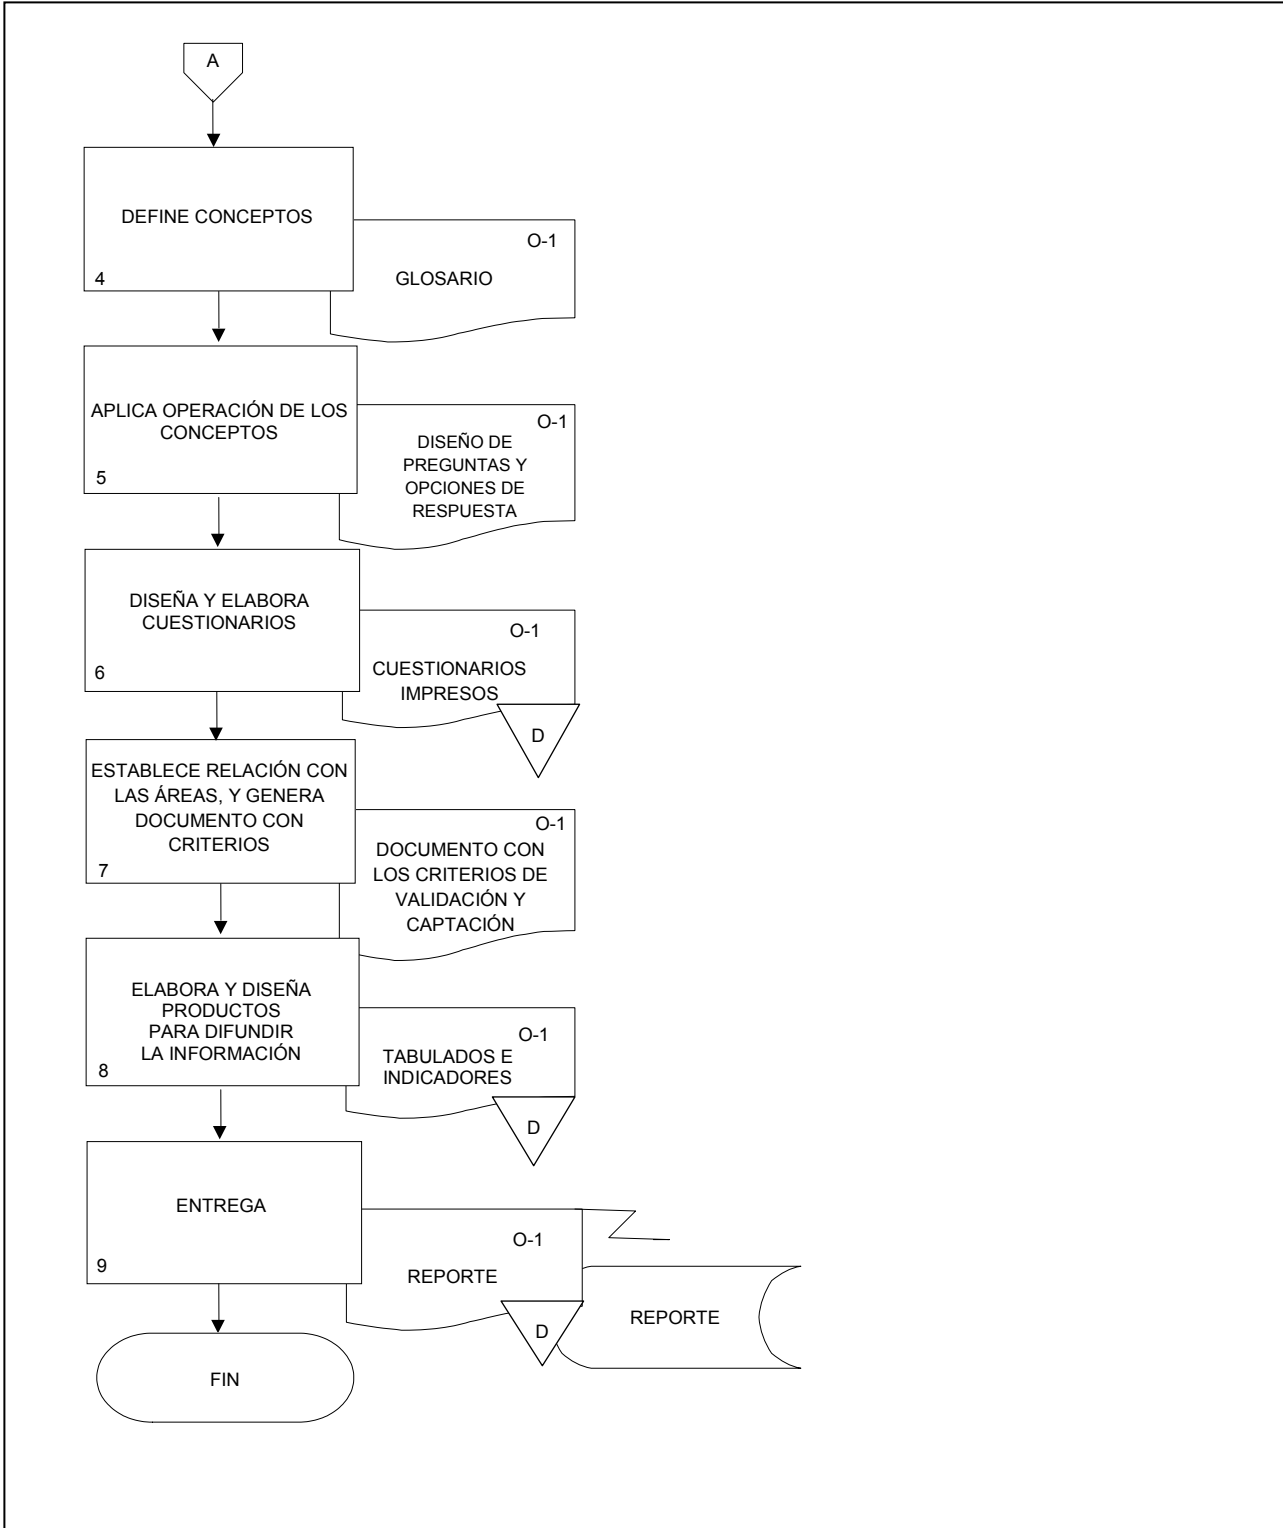 A
DEFINE CONCEPTOS
4
O-1
GLOSARIO
APLICA OPERACIÓN DE LOS
CONCEPTOS
5
O-1
DISEÑO DE
PREGUNTAS Y
OPCIONES DE
RESPUESTA
DISEÑA Y ELABORA
CUESTIONARIOS
6
O-1
CUESTIONARIOS
IMPRESOS
D
ESTABLECE RELACIÓN CON
LAS ÁREAS, Y GENERA
DOCUMENTO CON
CRITERIOS
7
O-1
DOCUMENTO CON
LOS CRITERIOS DE
VALIDACIÓN Y
CAPTACIÓN
ELABORA Y DISEÑA
PRODUCTOS
PARA DIFUNDIR
LA INFORMACIÓN
8
O-1
TABULADOS E
INDICADORES
D
ENTREGA
9
O-1
REPORTE
D
REPORTE
FIN